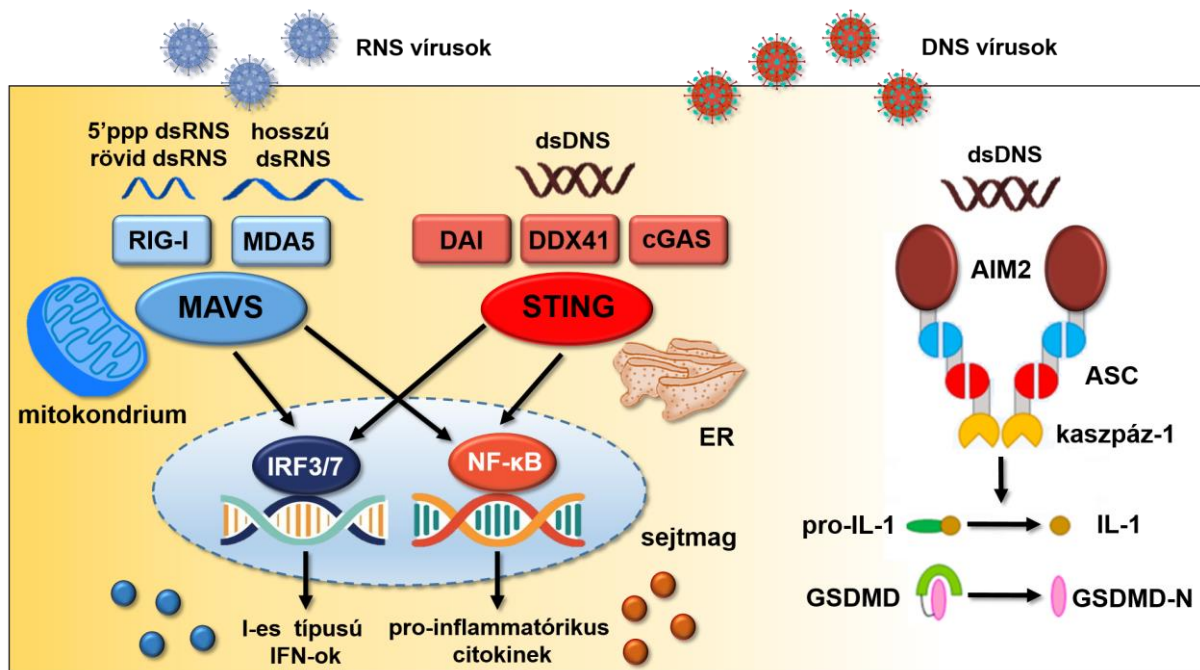 RNS vírusok
DNS vírusok
5’ppp dsRNS
rövid dsRNS
hosszú
dsRNS
dsDNS
dsDNS
RIG-I
MDA5
DAI
DDX41
cGAS
AIM2
MAVS
STING
ASC
mitokondrium
ER
kaszpáz-1
IRF3/7
NF-κB
sejtmag
pro-IL-1
IL-1
GSDMD
GSDMD-N
I-es típusú
IFN-ok
pro-inflammatórikus
citokinek